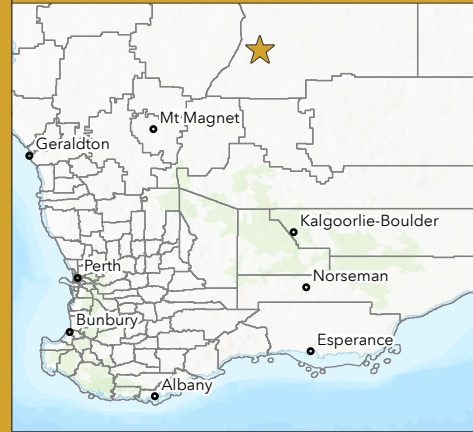 Mt Magnet
Geraldton
Kalgoorlie-Boulder
Perth
Norseman
Bunbury
Esperance
Albany